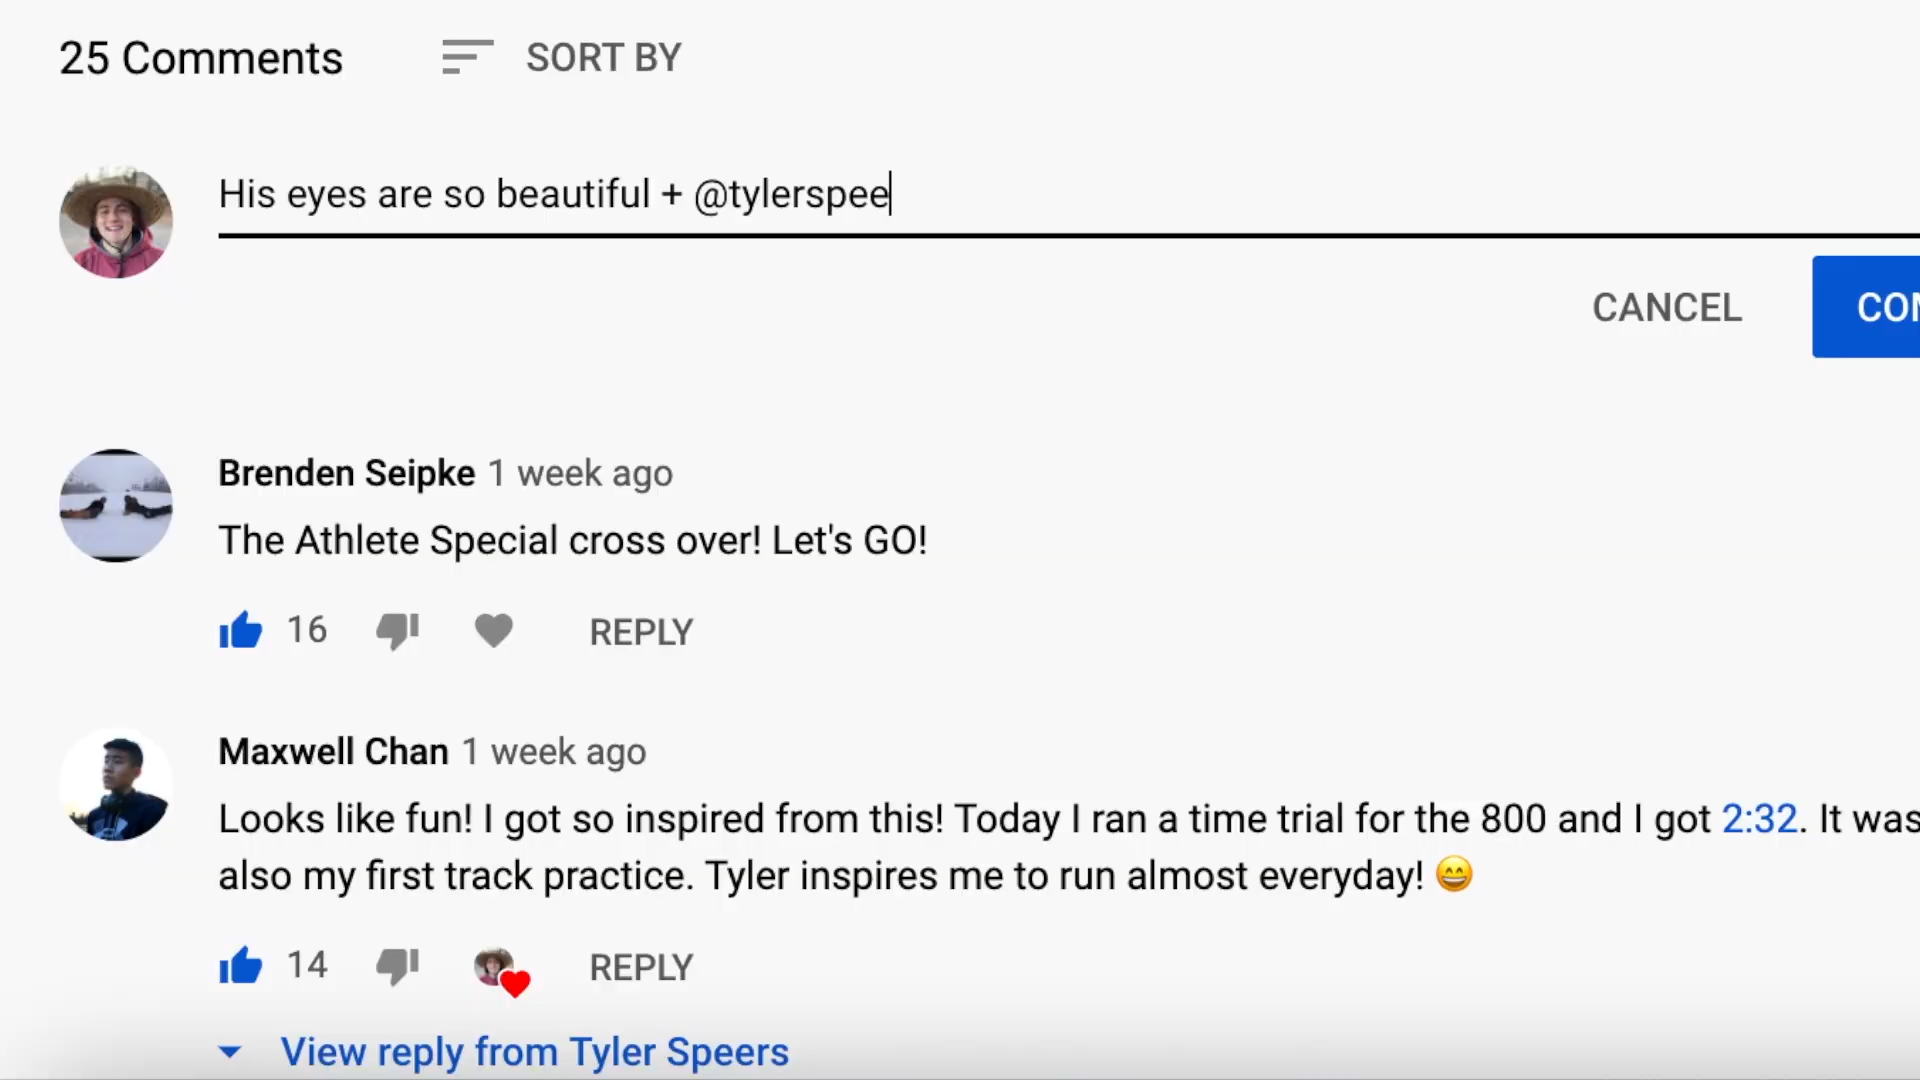 25 Comments SORT BY
His eyes are so beautiful + @tylerspee
CANCEL
Brenden Seipke 1 week ago
The Athlete Special cross over! Let's GO!
16 REPLY
Maxwell Chan 1 week ago
Looks like fun! I got so inspired from this! Today I ran a time trial for the 800 and I got 2:32. It was
also my first track practice. Tyler inspires me to run almost everyday! 😄
14 REPLY
View reply from Tyler Speers